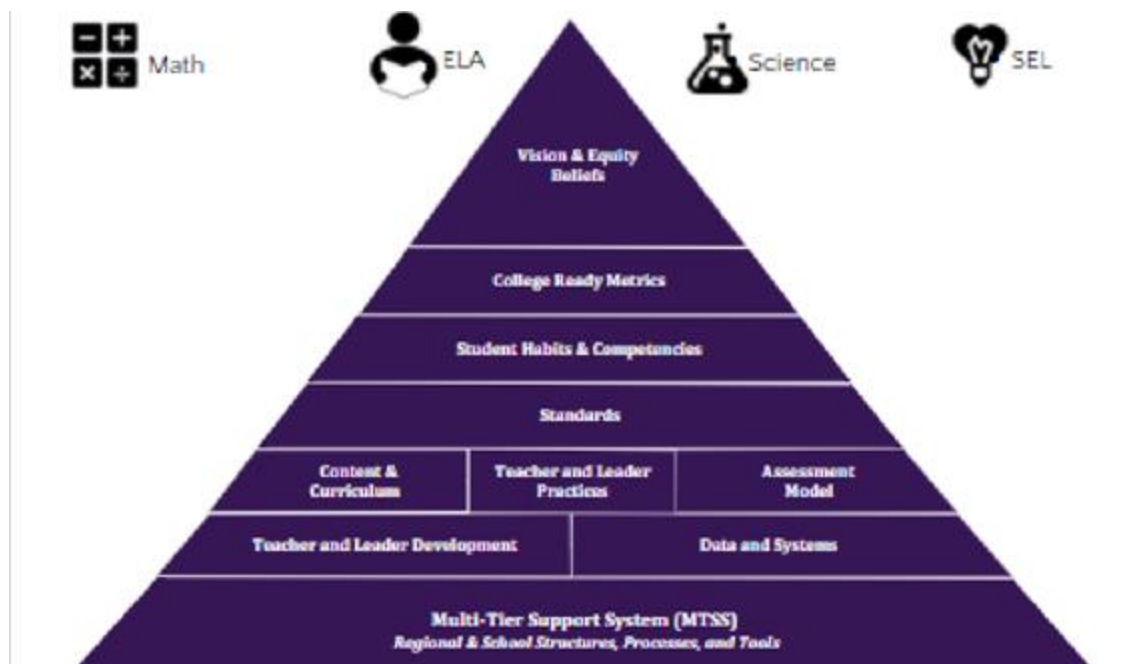 Math
ELA
Science
SEL
Vision & Equity
Beliefs
College Ready Metrics
Student Habits & Competencies
Standards
Content &
Curriculum
Teacher and Leader
Practices
Assessment
Model
Teacher and Leader Development
Data and Systems
Multi-Tier Support System (MTSS)
Regional & School Structures, Processes, and Tools